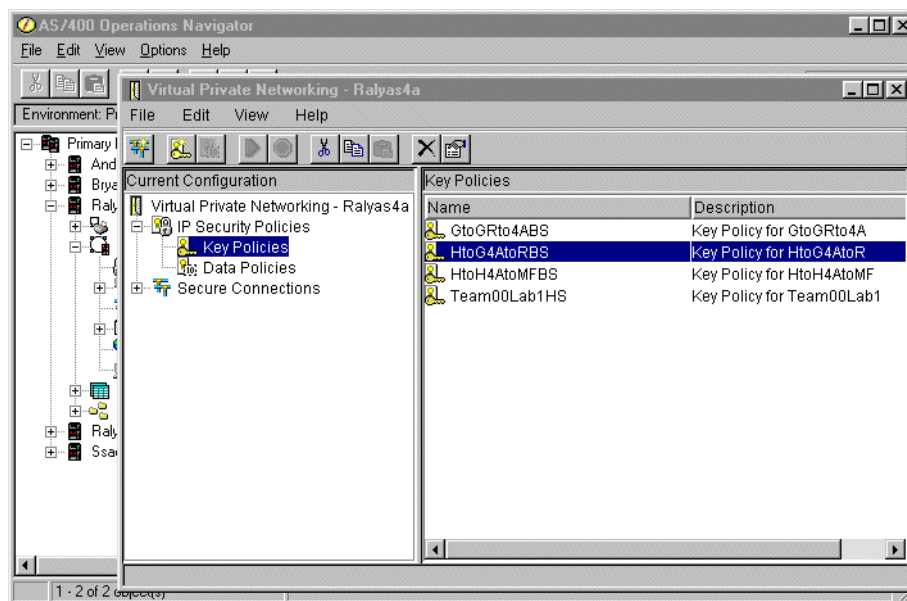 AS/400 Operations Navigator
File Edit View Options Help
Virtual Private Networking - Ralyas4a
Environment: P
File Edit View Help
Primary
And
Brya
Raly
Raly
Ssa
Current Configuration
Virtual Private Networking - Ralyas4a
IP Security Policies
Key Policies
Data Policies
Secure Connections
Key Policies
Name Description
GtoGRto4ABS Key Policy for GtoGRto4A
HtoG4AtoRBS Key Policy for HtoG4AtoR
HtoH4AtoMFBS Key Policy for HtoH4AtoMF
Team00Lab1HS Key Policy for Team00Lab1
1 - 2 of 2 object(s)